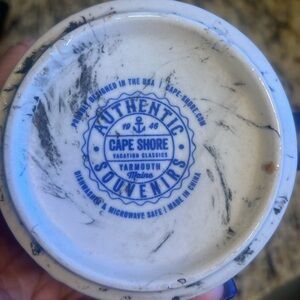 PROUDLY DESIGNED IN THE USA | CAPE-SHORE.COM
AUTHENTIC
19 46
CAPE SHORE
VACATION CLASSICS
YARMOUTH
Maine
SOUVENIRS
DISHWASHER & MICROWAVE SAFE | MADE IN CHINA